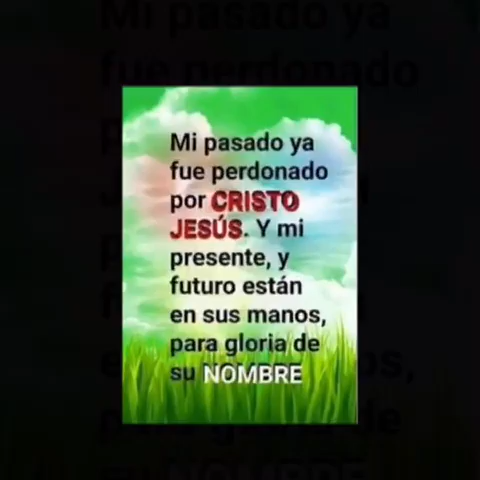 Mi pasado ya
fue perdonado
por CRISTO
JESÚS. Y mi
presente, y
futuro están
en sus manos,
para gloria de
su NOMBRE